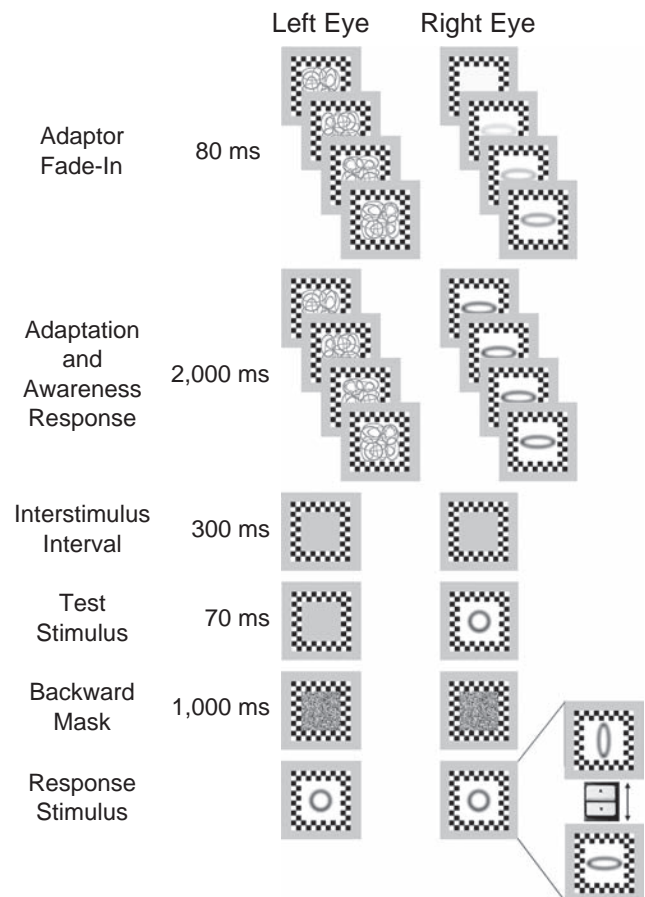 Left Eye Right Eye
Adaptor
Fade-In
80 ms
Adaptation
and
Awareness
Response
2,000 ms
Interstimulus
Interval
300 ms
Test
Stimulus
70 ms
Backward
Mask
1,000 ms
Response
Stimulus